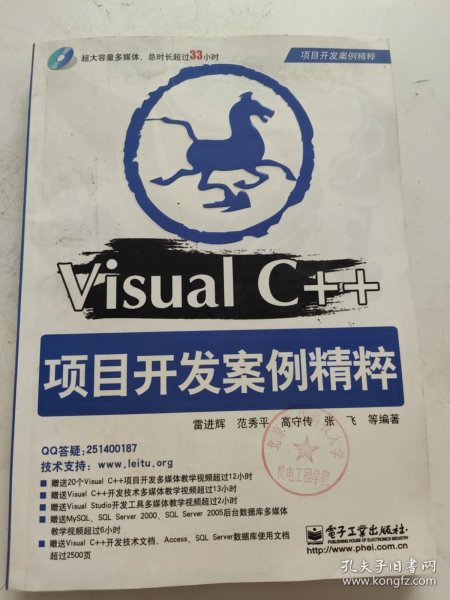 超大容量多媒体，总时长超过33小时
项目开发案例精粹
Visual C++
项目开发案例精粹
雷进辉 范秀平 高守传 张 飞 等编著
QQ答疑:251400187
技术支持: www.leitu.org
■ 赠送20个Visual C++项目开发多媒体教学视频超过12小时
■ 赠送Visual C++开发技术多媒体教学视频超过13小时
■ 赠送Visual Studio开发工具多媒体教学视频超过2小时
■ 赠送MySQL、SQL Server 2000、SQL Server 2005后台数据库多媒体
教学视频超过6小时
■ 赠送Visual C++开发技术文档，Access、SQL Server数据库使用文档
超过2500页
机电工程学院
电子工业出版社
http://www.phei.com.cn
孔夫子旧书网